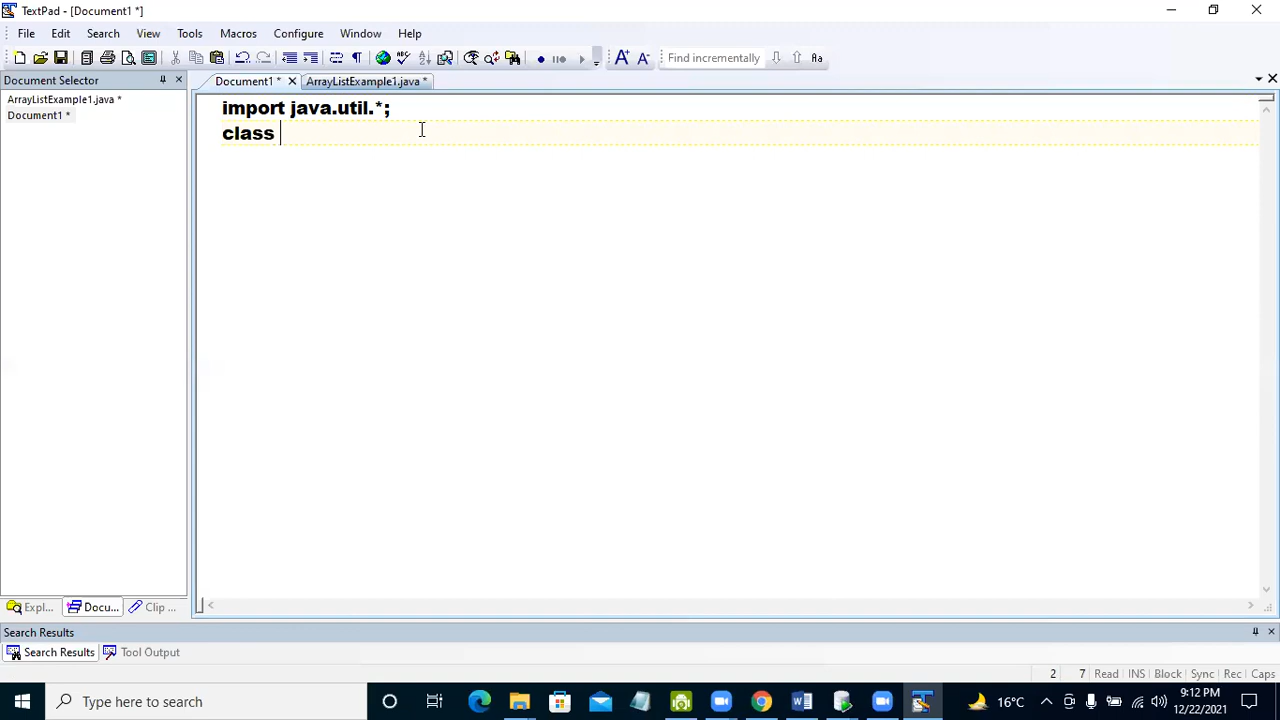 TextPad - [Document1 *]
File Edit Search View Tools Macros Configure Window Help
Find incrementally
Document Selector
Document1 *
ArrayListExample1.java *
ArrayListExample1.java *
Document1 *
import java.util.*;
class
Expl...
Docu...
Clip ...
Search Results
Search Results
Tool Output
2 7 Read INS Block Sync Rec Caps
Type here to search
16°C
9:12 PM
12/22/2021